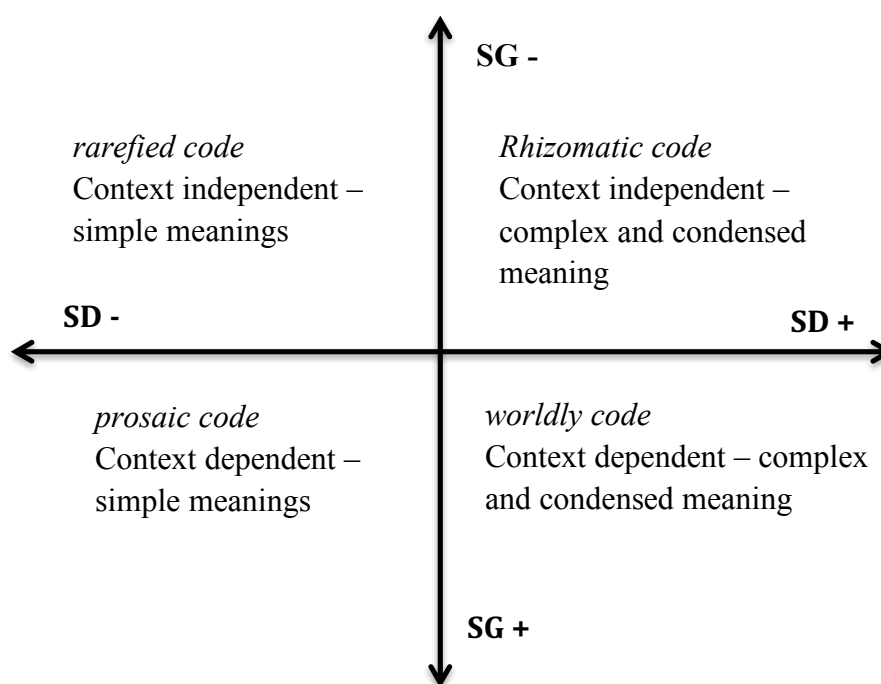 SG -
rarefied code
Context independent –
simple meanings
Rhizomatic code
Context independent –
complex and condensed
meaning
SD -
SD +
prosaic code
Context dependent –
simple meanings
worldly code
Context dependent – complex
and condensed meaning
SG +